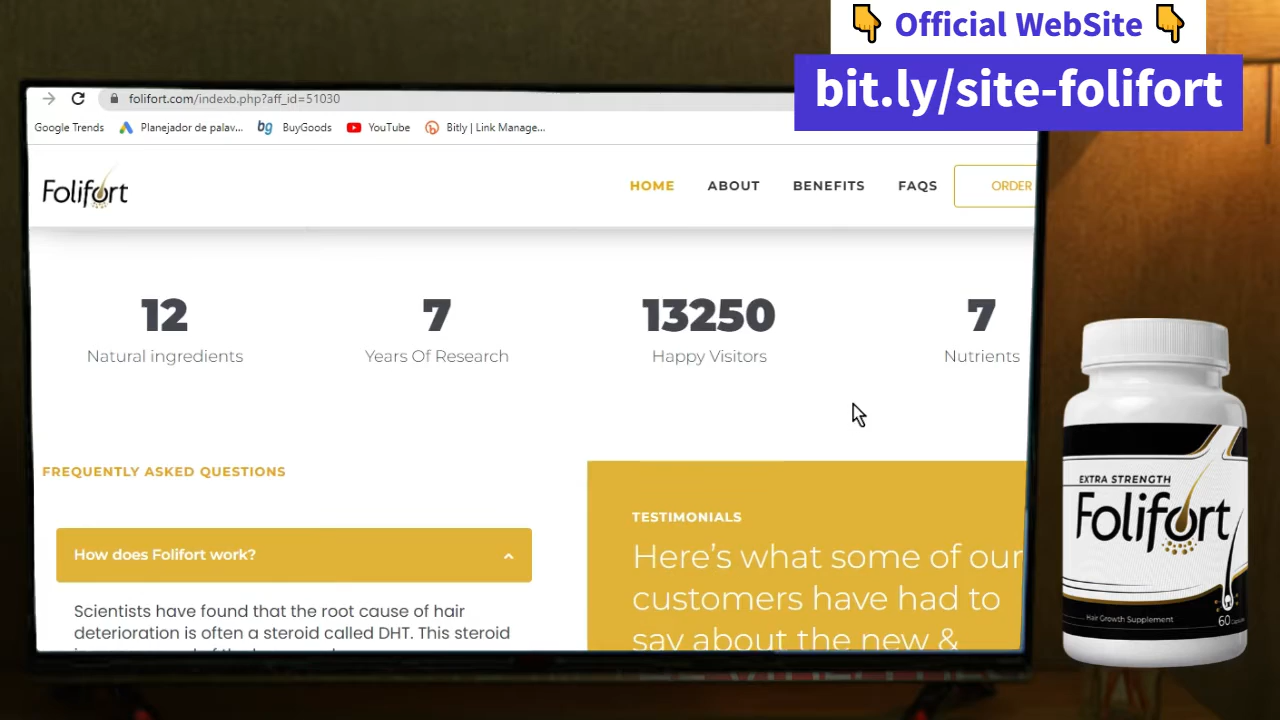 👇 Official WebSite 👇
bit.ly/site-folifort
folifort.com/indexb.php?aff_id=51030
Google Trends Planejador de palav... bg BuyGoods YouTube Bitly | Link Manage...
Folifort HOME ABOUT BENEFITS FAQS ORDER
12 7 13250 7
Natural ingredients Years Of Research Happy Visitors Nutrients
FREQUENTLY ASKED QUESTIONS
How does Folifort work?
Scientists have found that the root cause of hair
deterioration is often a steroid called DHT. This steroid
TESTIMONIALS
Here's what some of our
customers have had to
say about the new &
EXTRA STRENGTH
Folifort
Hair Growth Supplement
60 Capsules